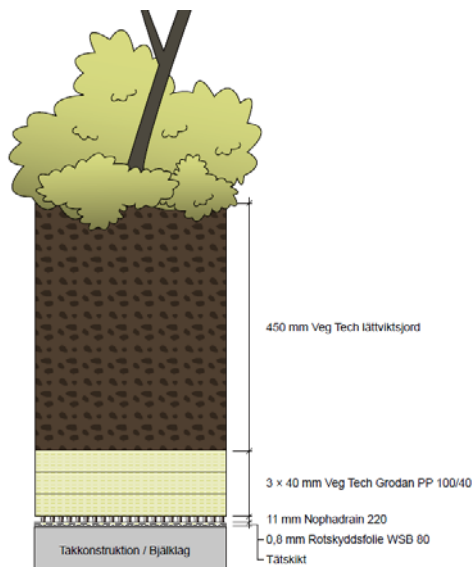 450 mm Veg Tech lättviktsjord
3 × 40 mm Veg Tech Grodan PP 100/40
11 mm Nophadrain 220
0,8 mm Rotskyddsfolie WSB 80
Takkonstruktion / Bjälklag
Tätskikt